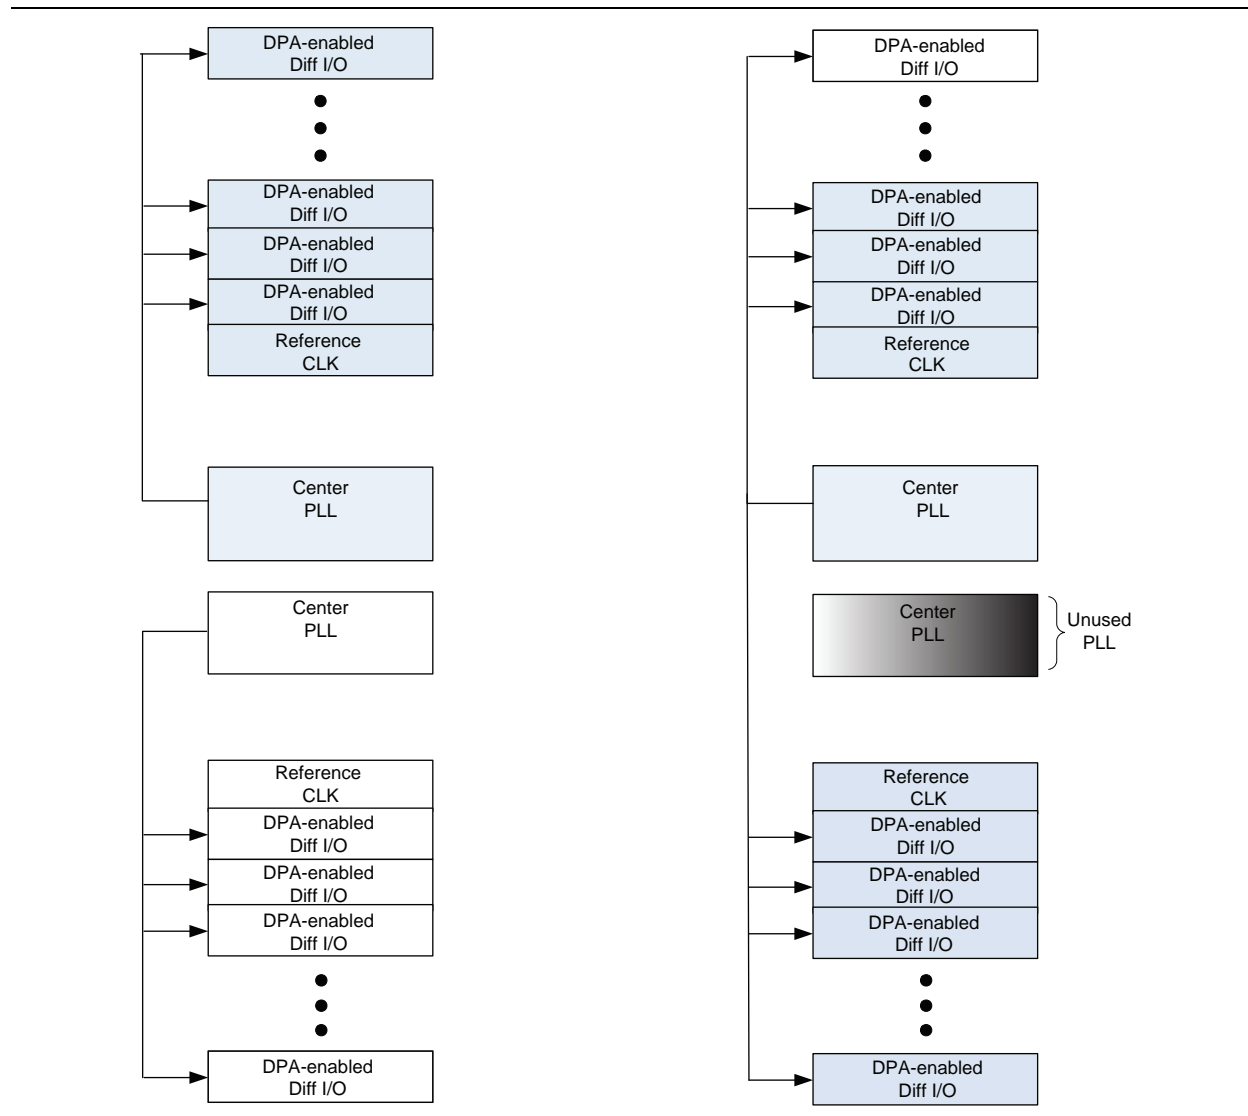 DPA-enabled
Diff I/O
DPA-enabled
Diff I/O
DPA-enabled
Diff I/O
DPA-enabled
Diff I/O
Reference
CLK
Center
PLL
Center
PLL
Reference
CLK
DPA-enabled
Diff I/O
DPA-enabled
Diff I/O
DPA-enabled
Diff I/O
DPA-enabled
Diff I/O
DPA-enabled
Diff I/O
DPA-enabled
Diff I/O
DPA-enabled
Diff I/O
DPA-enabled
Diff I/O
Reference
CLK
Center
PLL
Center
PLL
Unused
PLL
Reference
CLK
DPA-enabled
Diff I/O
DPA-enabled
Diff I/O
DPA-enabled
Diff I/O
DPA-enabled
Diff I/O